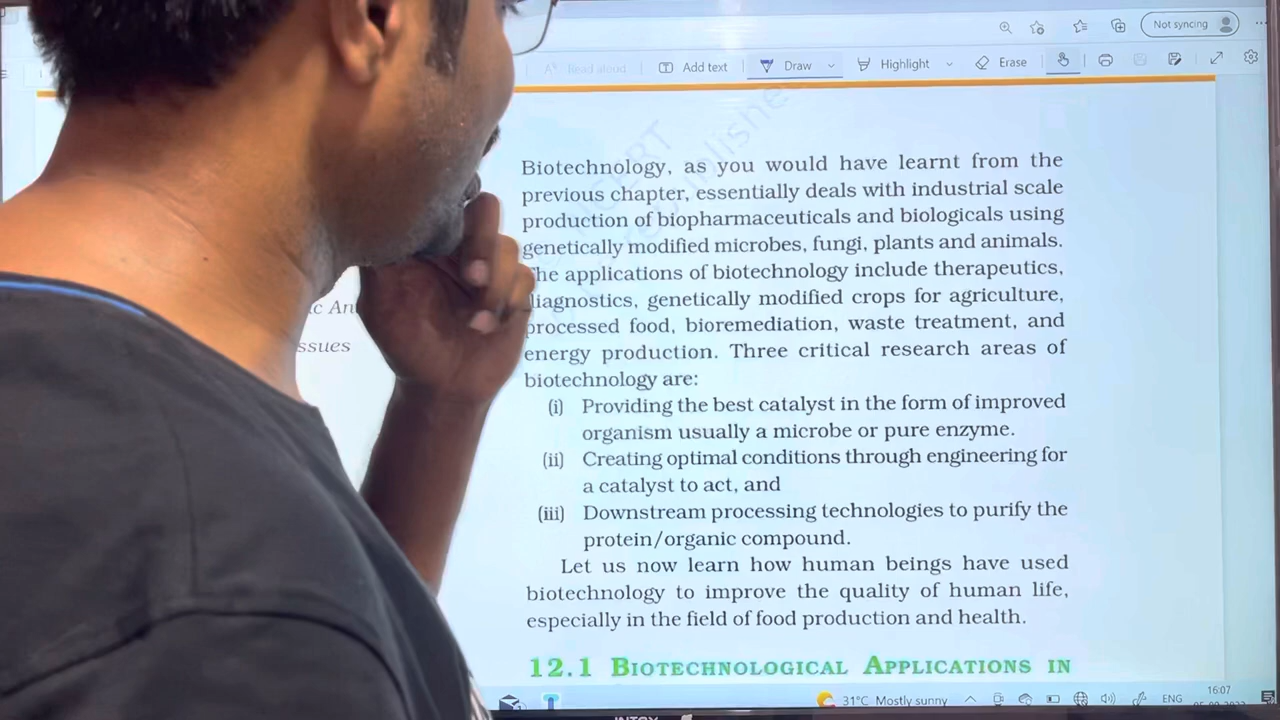 Not syncing
Read aloud
Add text
Draw
Highlight
Erase
Biotechnology, as you would have learnt from the
previous chapter, essentially deals with industrial scale
production of biopharmaceuticals and biologicals using
genetically modified microbes, fungi, plants and animals.
he applications of biotechnology include therapeutics,
diagnostics, genetically modified crops for agriculture,
processed food, bioremediation, waste treatment, and
energy production. Three critical research areas of
biotechnology are:
(i) Providing the best catalyst in the form of improved
organism usually a microbe or pure enzyme.
(ii) Creating optimal conditions through engineering for
a catalyst to act, and
(iii) Downstream processing technologies to purify the
protein/organic compound.
Let us now learn how human beings have used
biotechnology to improve the quality of human life,
especially in the field of food production and health.
12.1 BIOTECHNOLOGICAL APPLICATIONS IN
ssues
31°C Mostly sunny
ENG
16:07